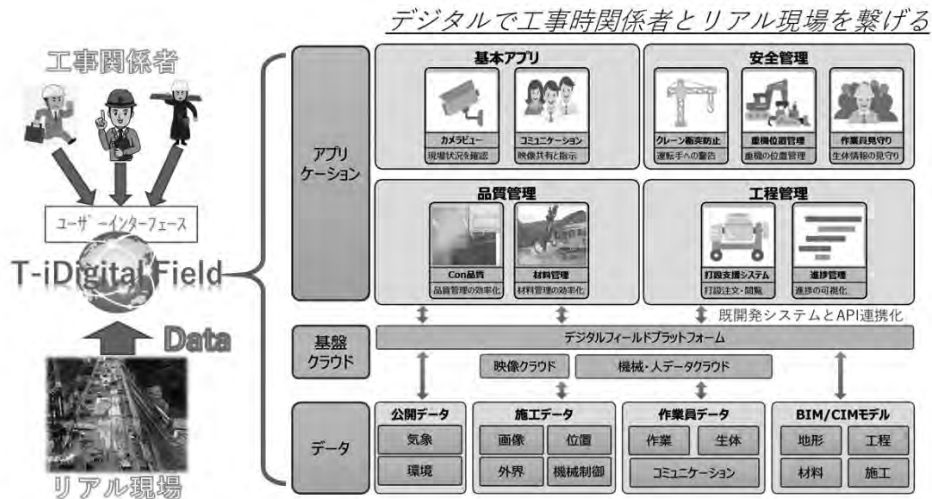 デジタルで工事時関係者とリアル現場を繋げる
工事関係者
ユーザーインターフェース
T-iDigital Field
Data
リアル現場
アプリ
ケーション
基本アプリ
カメラビュー
現場状況を確認
コミュニケーション
映像共有と指示
安全管理
クレーン衝突防止
運転手への警告
重機位置管理
重機の位置管理
作業員見守り
生体情報の見守り
品質管理
Con品質
品質管理の効率化
材料管理
材料管理の効率化
工程管理
打設支援システム
打設注文・閲覧
進捗管理
進捗の可視化
既開発システムとAPI連携化
基盤
クラウド
デジタルフィールドプラットフォーム
映像クラウド
機械・人データクラウド
データ
公開データ
気象
環境
施工データ
画像
位置
外界
機械制御
作業員データ
作業
生体
コミュニケーション
BIM/CIMモデル
地形
工程
材料
施工